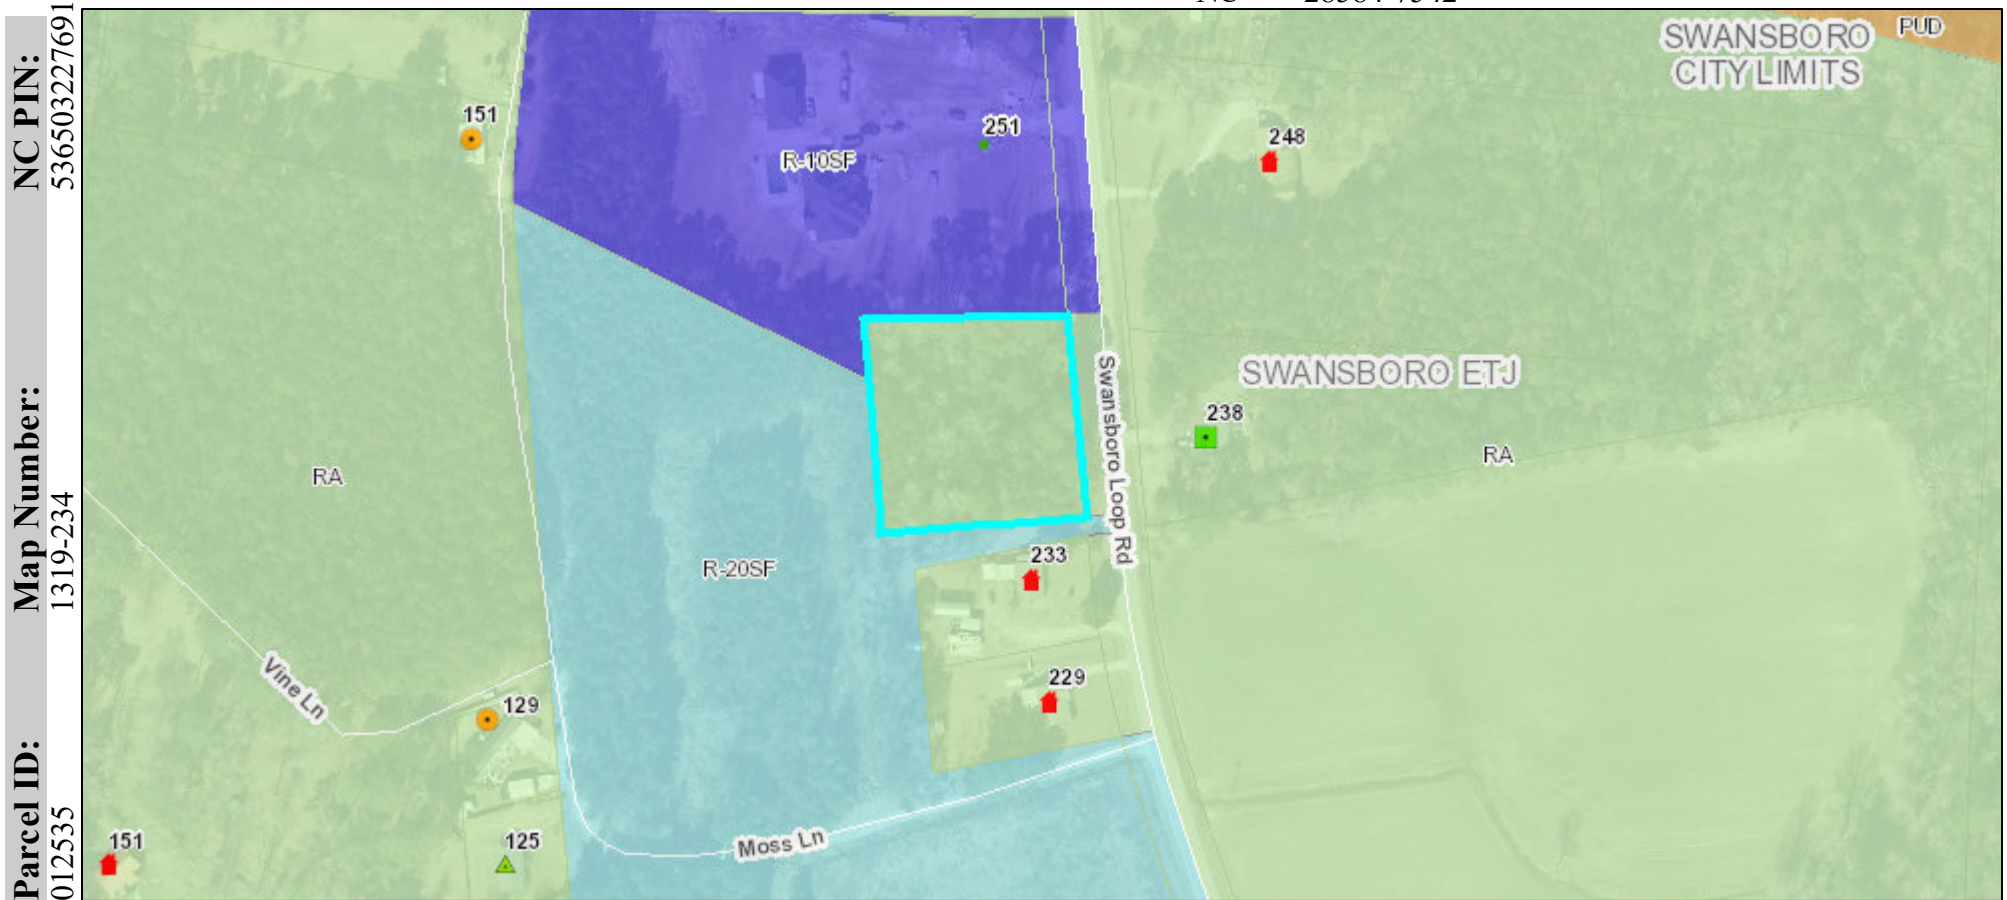 NC PIN:
536503227691
Map Number:
1319-234
Parcel ID:
012535
SWANSBORO
CITY LIMITS
PUD
151
251
248
R-10SF
SWANSBORO ETJ
238
RA
RA
Swansboro Loop Rd
233
R-20SF
229
Vine Ln
129
Moss Ln
125
151